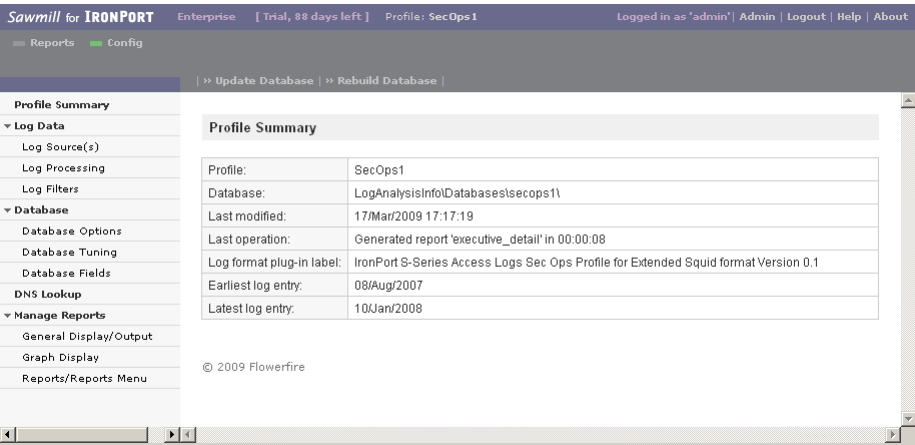 Sawmill for IRONPORT Enterprise [ Trial, 88 days left ] Profile: SecOps1 Logged in as 'admin' | Admin | Logout | Help | About
Reports Config
| >> Update Database | >> Rebuild Database |
Profile Summary
Log Data
Log Source(s)
Log Processing
Log Filters
Database
Database Options
Database Tuning
Database Fields
DNS Lookup
Manage Reports
General Display/Output
Graph Display
Reports/Reports Menu
Profile Summary
Profile: SecOps1
Database: LogAnalysisInfo\Databases\secops1\
Last modified: 17/Mar/2009 17:17:19
Last operation: Generated report 'executive_detail' in 00:00:08
Log format plug-in label: IronPort S-Series Access Logs Sec Ops Profile for Extended Squid format Version 0.1
Earliest log entry: 08/Aug/2007
Latest log entry: 10/Jan/2008
© 2009 Flowerfire